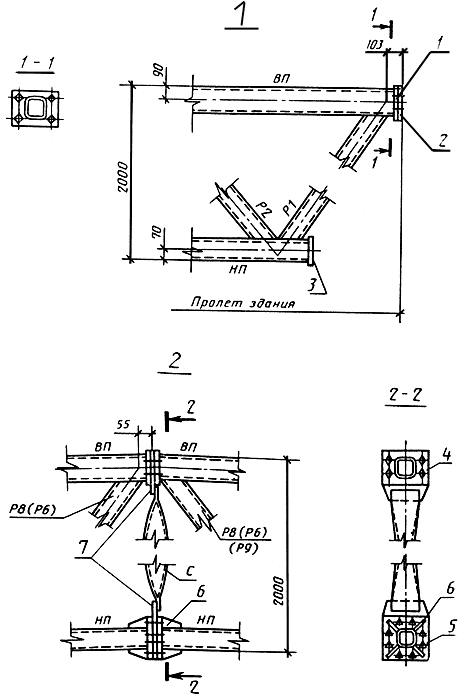 1
1 - 1
1
103
1
90
ВП
2
2000
1
Р2
Р1
70
НП
3
Пролет здания
2
2
2 - 2
55
ВП
ВП
4
Р8(Р6)
Р8(Р6)
(Р9)
7
С
2000
6
6
НП
НП
5
2